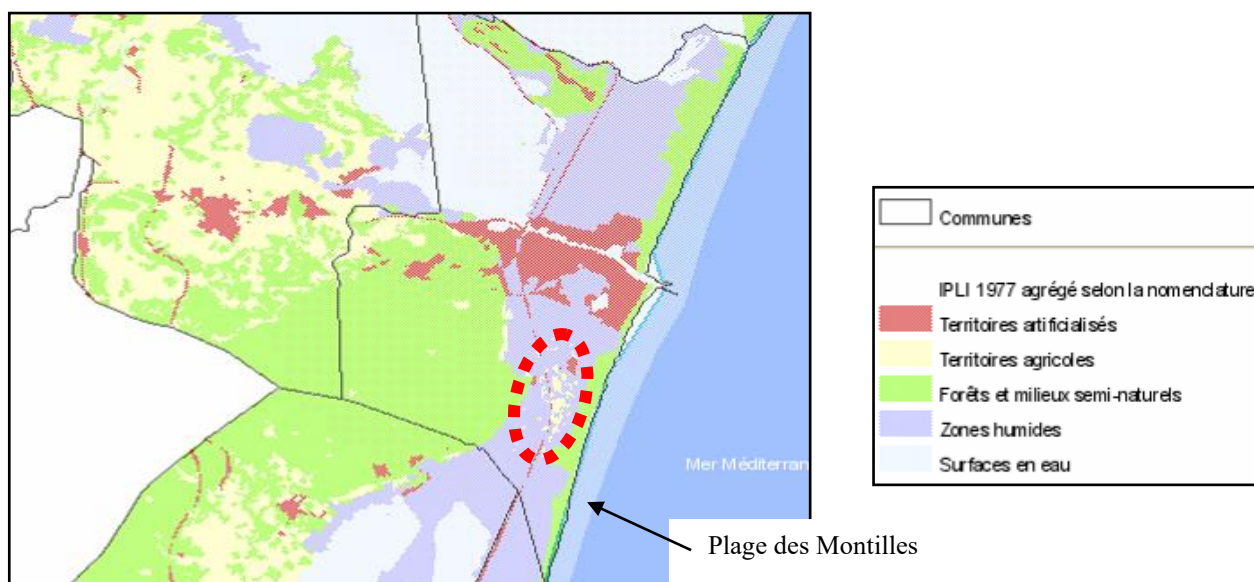 Mer Méditerran
Plage des Montilles
Communes
IPLI 1977 agrégé selon la nomenclature
Territoires artificialisés
Territoires agricoles
Forêts et milieux semi-naturels
Zones humides
Surfaces en eau